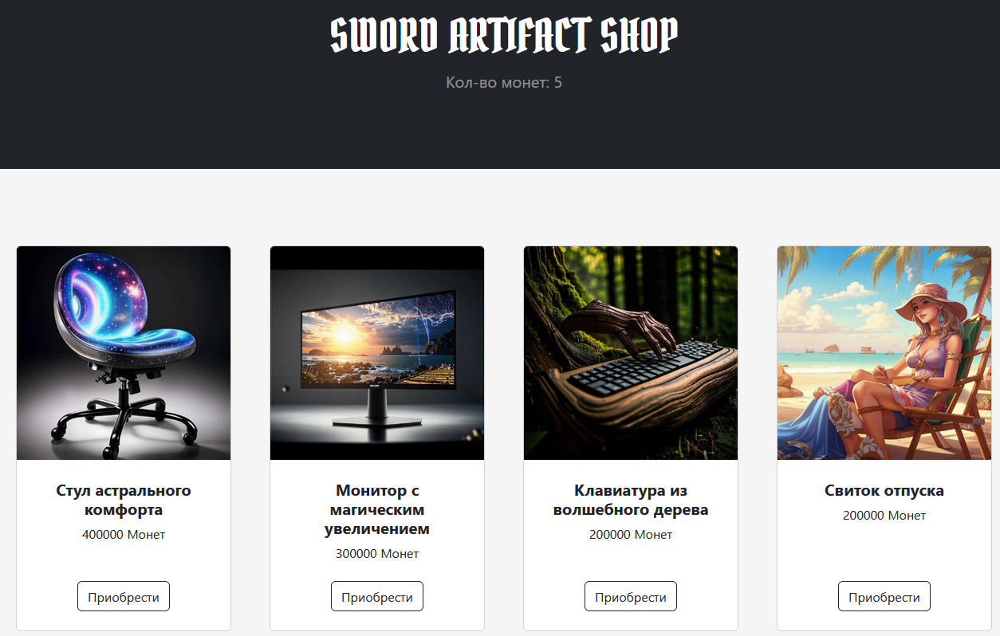 SWORD ARTIFACT SHOP
Кол-во монет: 5
Стул астрального
комфорта
400000 Монет
Приобрести
Монитор с
магическим
увеличением
300000 Монет
Приобрести
Клавиатура из
волшебного дерева
200000 Монет
Приобрести
Свиток отпуска
200000 Монет
Приобрести